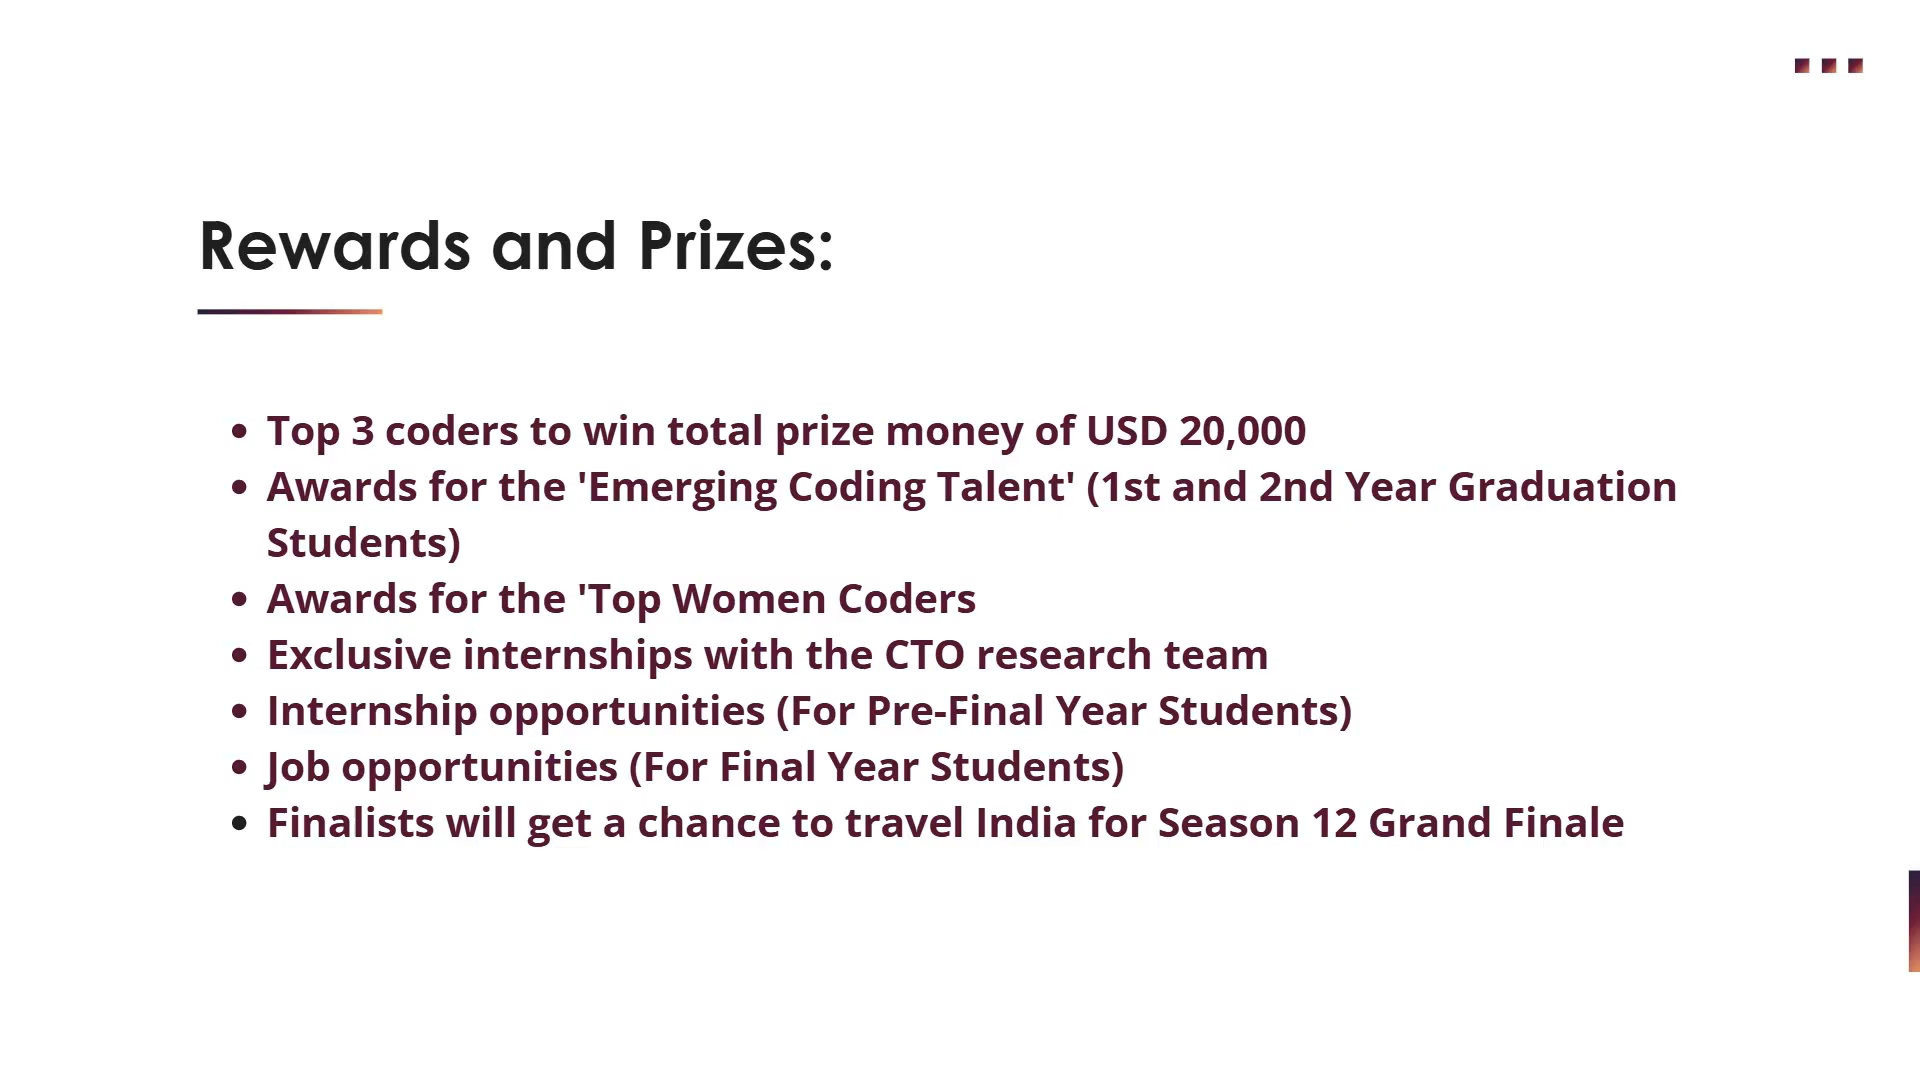 Rewards and Prizes:
• Top 3 coders to win total prize money of USD 20,000
• Awards for the 'Emerging Coding Talent' (1st and 2nd Year Graduation
Students)
• Awards for the 'Top Women Coders
• Exclusive internships with the CTO research team
• Internship opportunities (For Pre-Final Year Students)
• Job opportunities (For Final Year Students)
• Finalists will get a chance to travel India for Season 12 Grand Finale